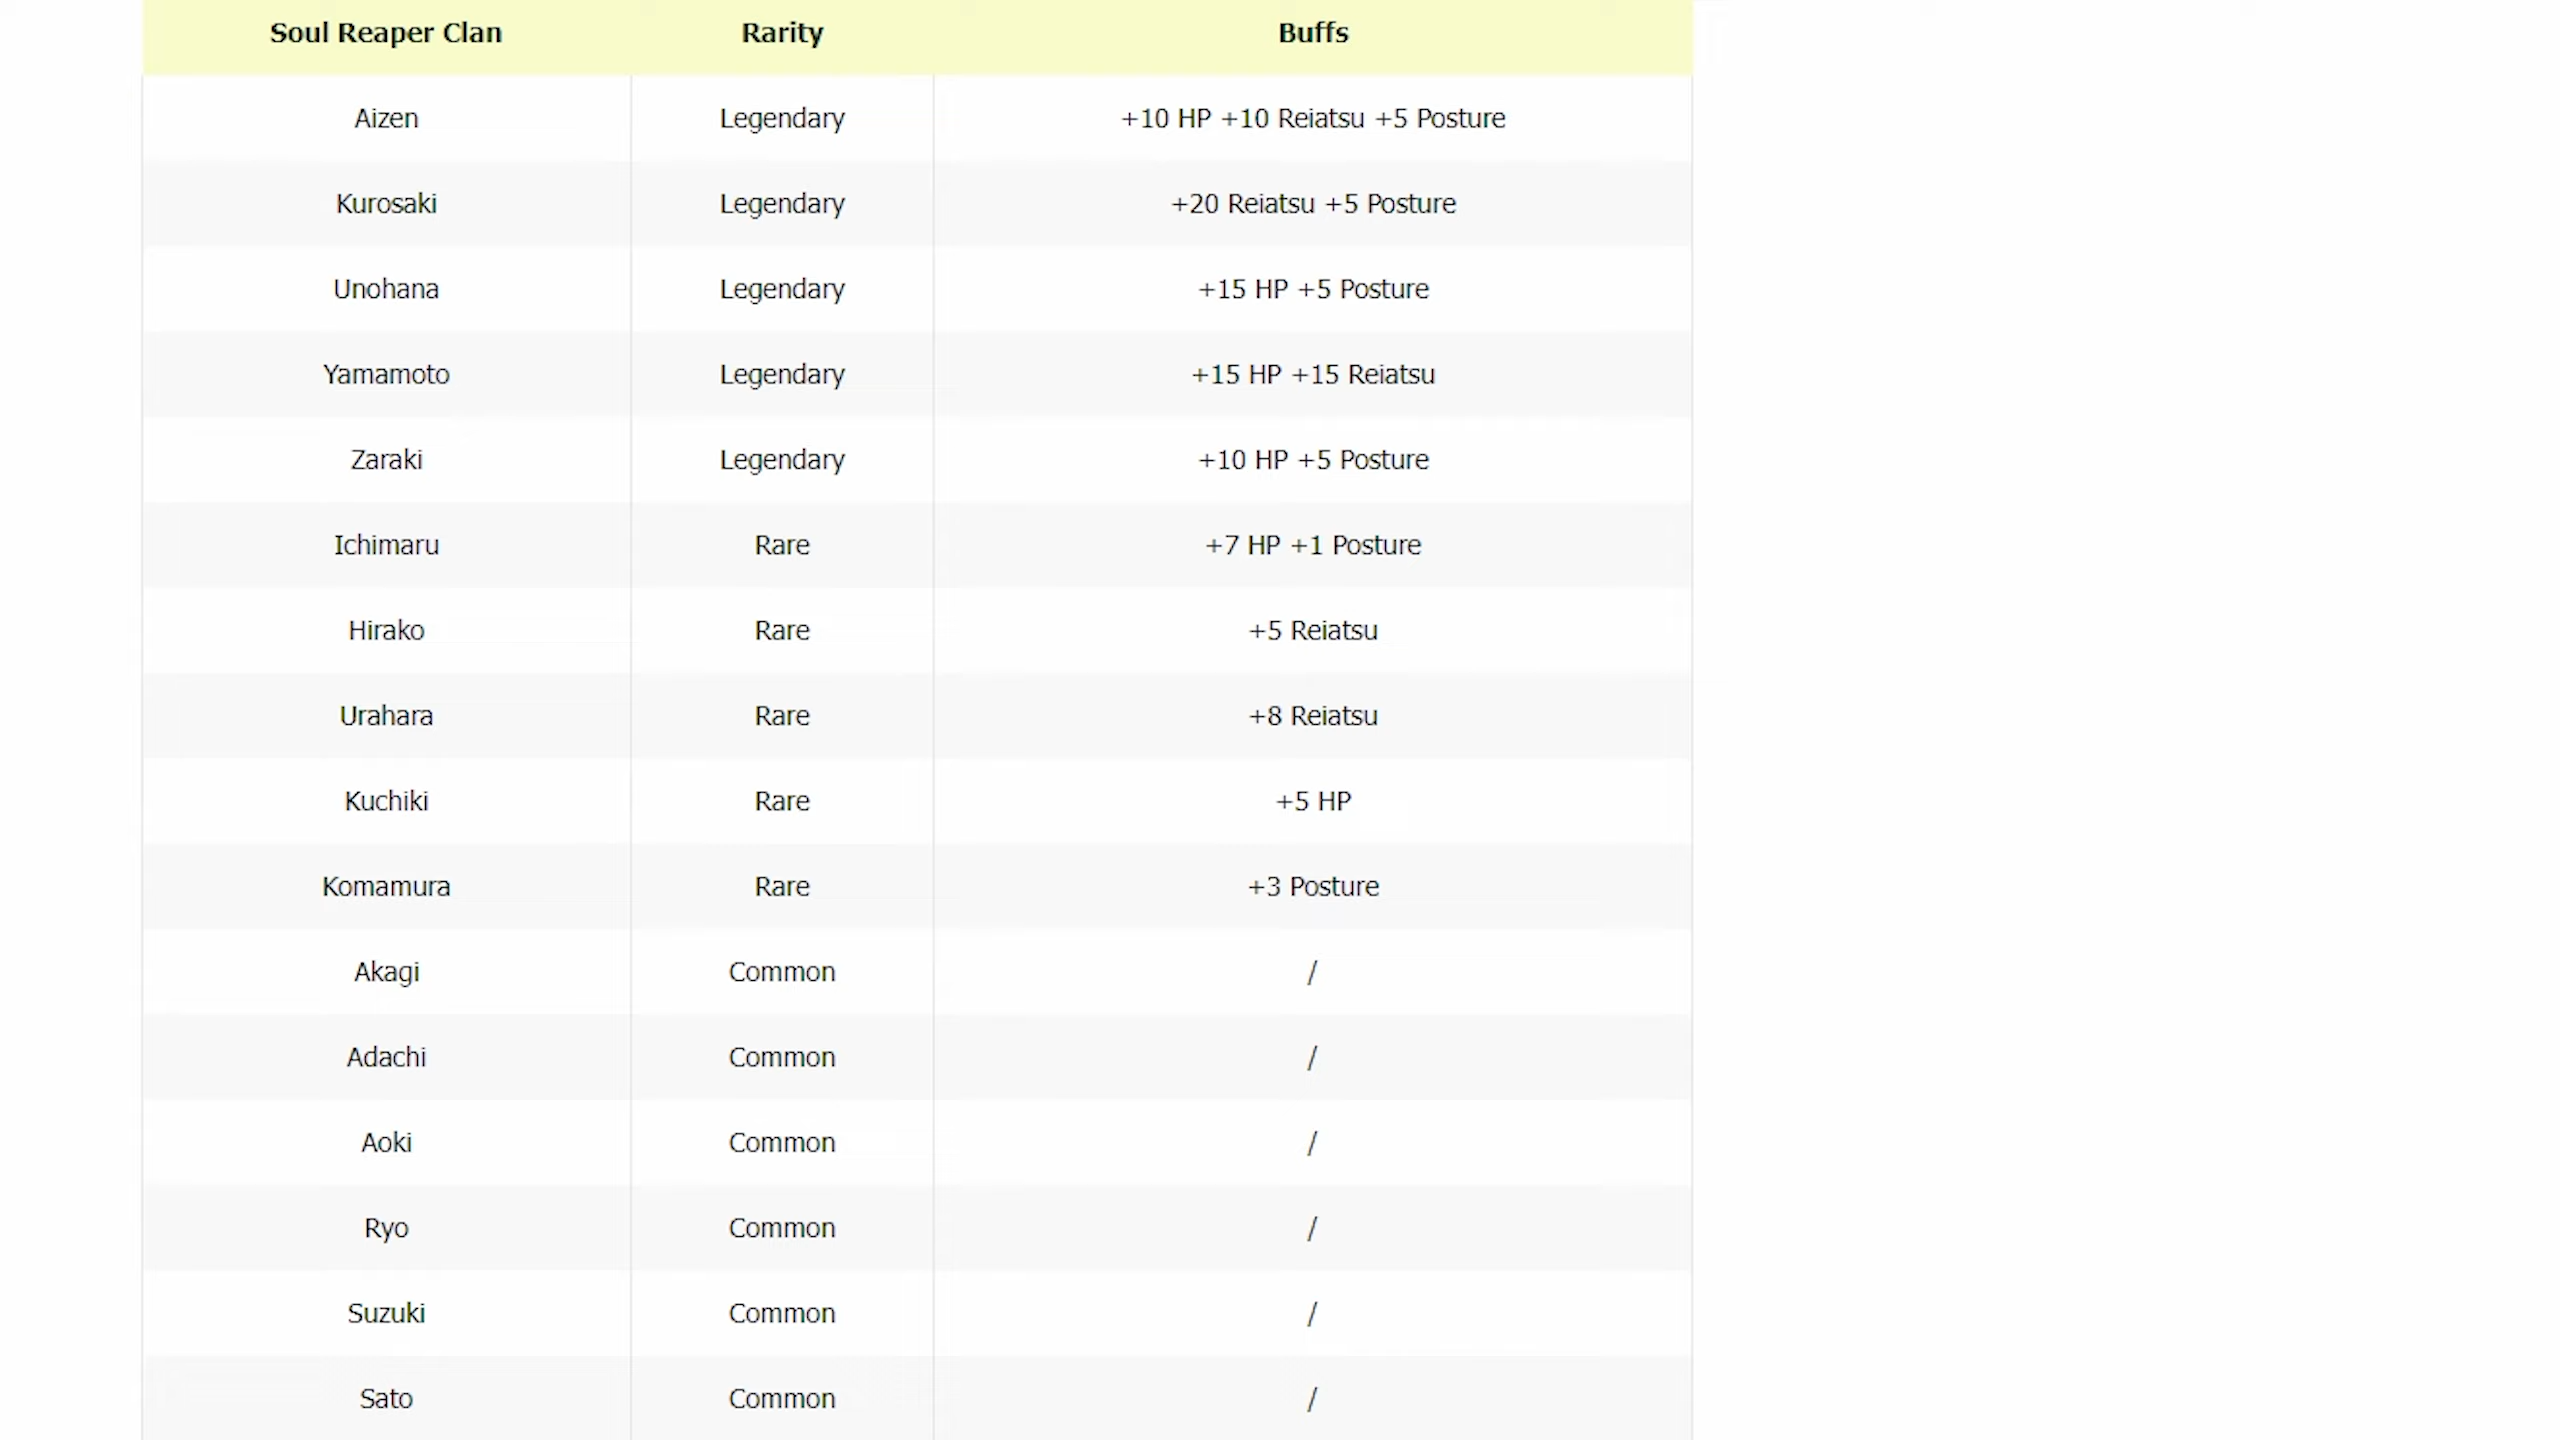 Soul Reaper Clan Rarity Buffs
Aizen Legendary +10 HP +10 Reiatsu +5 Posture
Kurosaki Legendary +20 Reiatsu +5 Posture
Unohana Legendary +15 HP +5 Posture
Yamamoto Legendary +15 HP +15 Reiatsu
Zaraki Legendary +10 HP +5 Posture
Ichimaru Rare +7 HP +1 Posture
Hirako Rare +5 Reiatsu
Urahara Rare +8 Reiatsu
Kuchiki Rare +5 HP
Komamura Rare +3 Posture
Akagi Common /
Adachi Common /
Aoki Common /
Ryo Common /
Suzuki Common /
Sato Common /